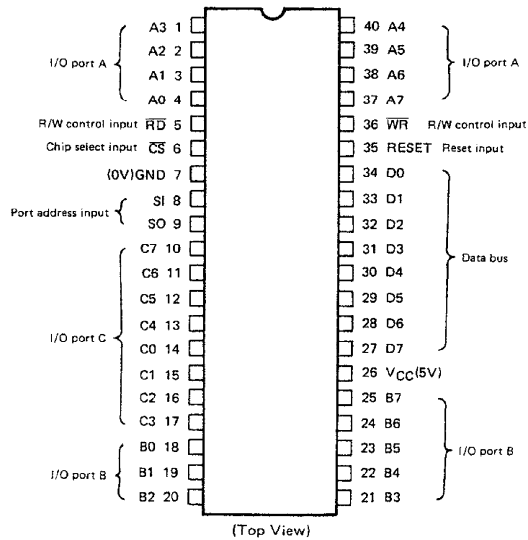 A3 1
A2 2
I/O port A
A1 3
A0 4
R/W control input RD 5
Chip select input CS 6
(0V)GND 7
SI 8
Port address input
SO 9
C7 10
C6 11
C5 12
C4 13
I/O port C
C0 14
C1 15
C2 16
C3 17
B0 18
I/O port B
B1 19
B2 20
40 A4
39 A5
I/O port A
38 A6
37 A7
36 WR R/W control input
35 RESET Reset input
34 D0
33 D1
32 D2
31 D3
Data bus
30 D4
29 D5
28 D6
27 D7
26 VCC(5V)
25 B7
24 B6
23 B5
I/O port B
22 B4
21 B3
(Top View)